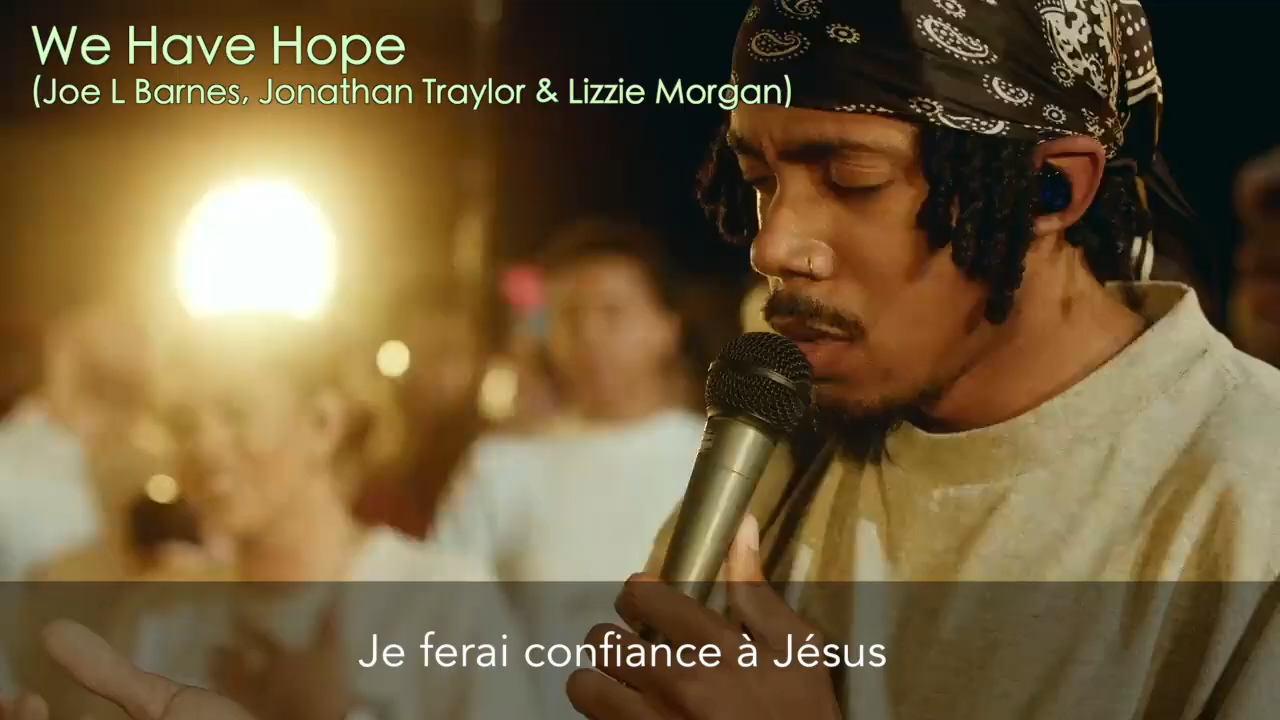 We Have Hope
(Joe L Barnes, Jonathan Traylor & Lizzie Morgan)
Je ferai confiance à Jésus